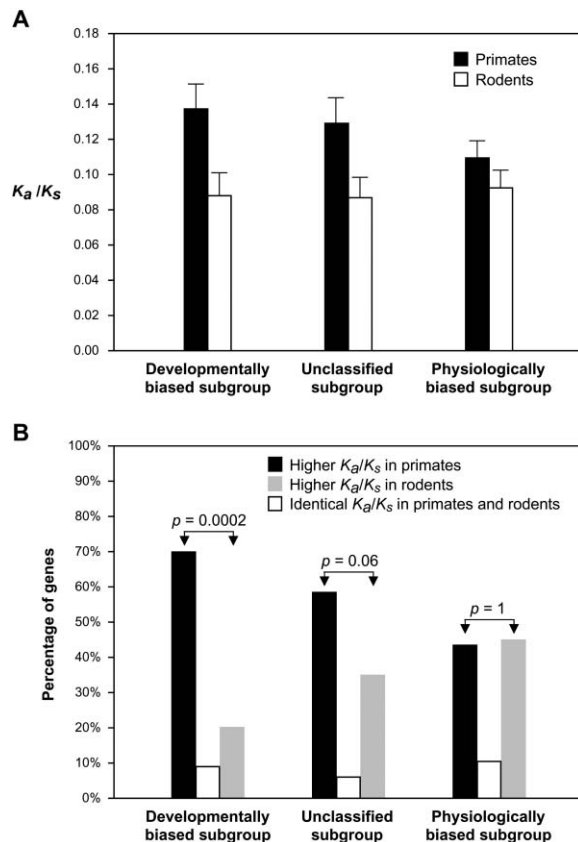 A
0.18
0.16
0.14
0.12
0.10
0.08
0.06
0.04
0.02
0.00
Ka /Ks
Primates
Rodents
Developmentally
biased subgroup
Unclassified
subgroup
Physiologically
biased subgroup
B
100%
90%
80%
70%
60%
50%
40%
30%
20%
10%
0%
Percentage of genes
Higher Ka/Ks in primates
Higher Ka/Ks in rodents
Identical Ka/Ks in primates and rodents
p = 0.0002
p = 0.06
p = 1
Developmentally
biased subgroup
Unclassified
subgroup
Physiologically
biased subgroup